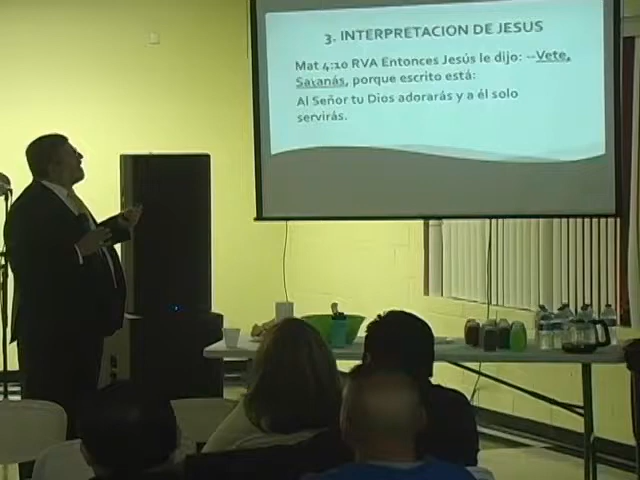 3. INTERPRETACION DE JESUS
Mat 4:10 RVA Entonces Jesús le dijo: --Vete,
Satanás, porque escrito está:
Al Señor tu Dios adorarás y a él solo
servirás.